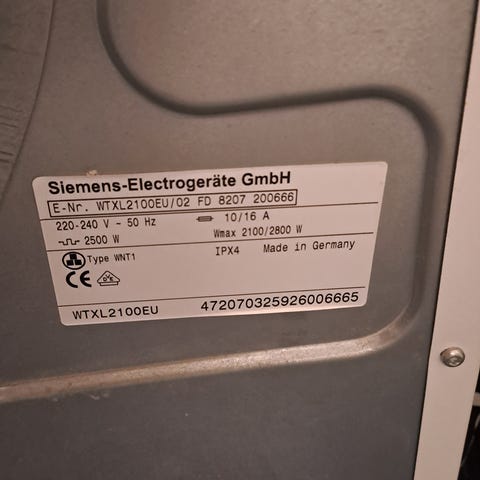 Siemens-Electrogeräte GmbH
E-Nr. WTXL2100EU/02 FD 8207 200666
220-240 V ~ 50 Hz 10/16 A
2500 W Wmax 2100/2800 W
Type WNT1 IPX4 Made in Germany
CE
WTXL2100EU 472070325926006665